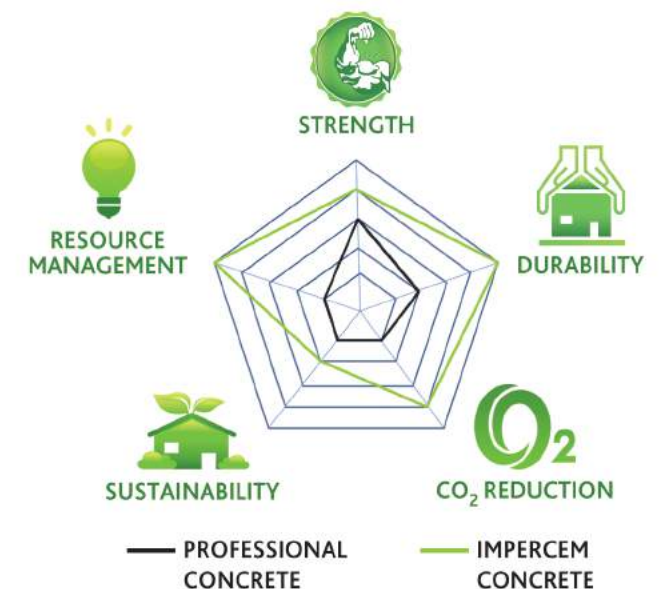 STRENGTH
RESOURCE
MANAGEMENT
DURABILITY
SUSTAINABILITY
CO₂ REDUCTION
PROFESSIONAL
CONCRETE
IMPERCEM
CONCRETE